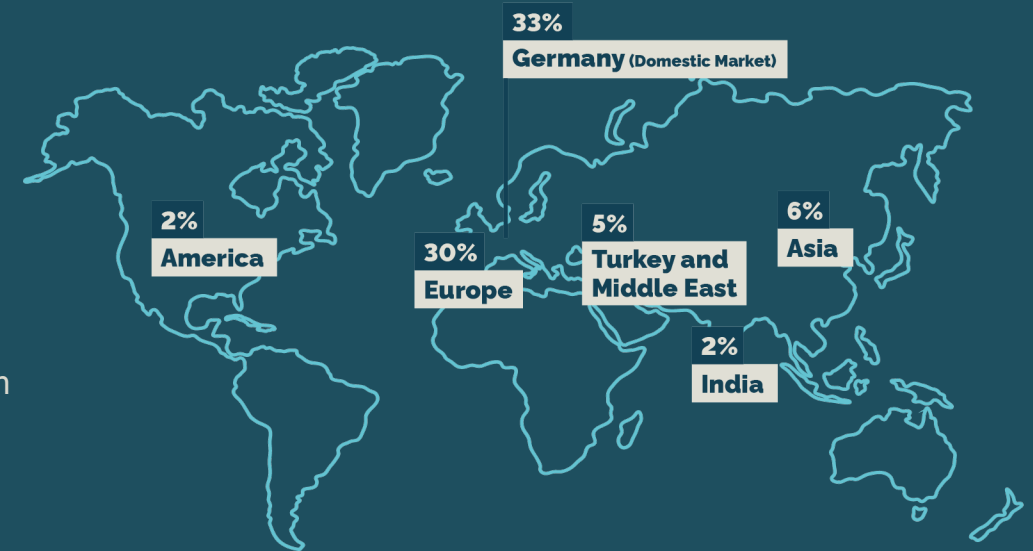 33%
Germany (Domestic Market)
2%
America
30%
Europe
5%
Turkey and
Middle East
6%
Asia
2%
India